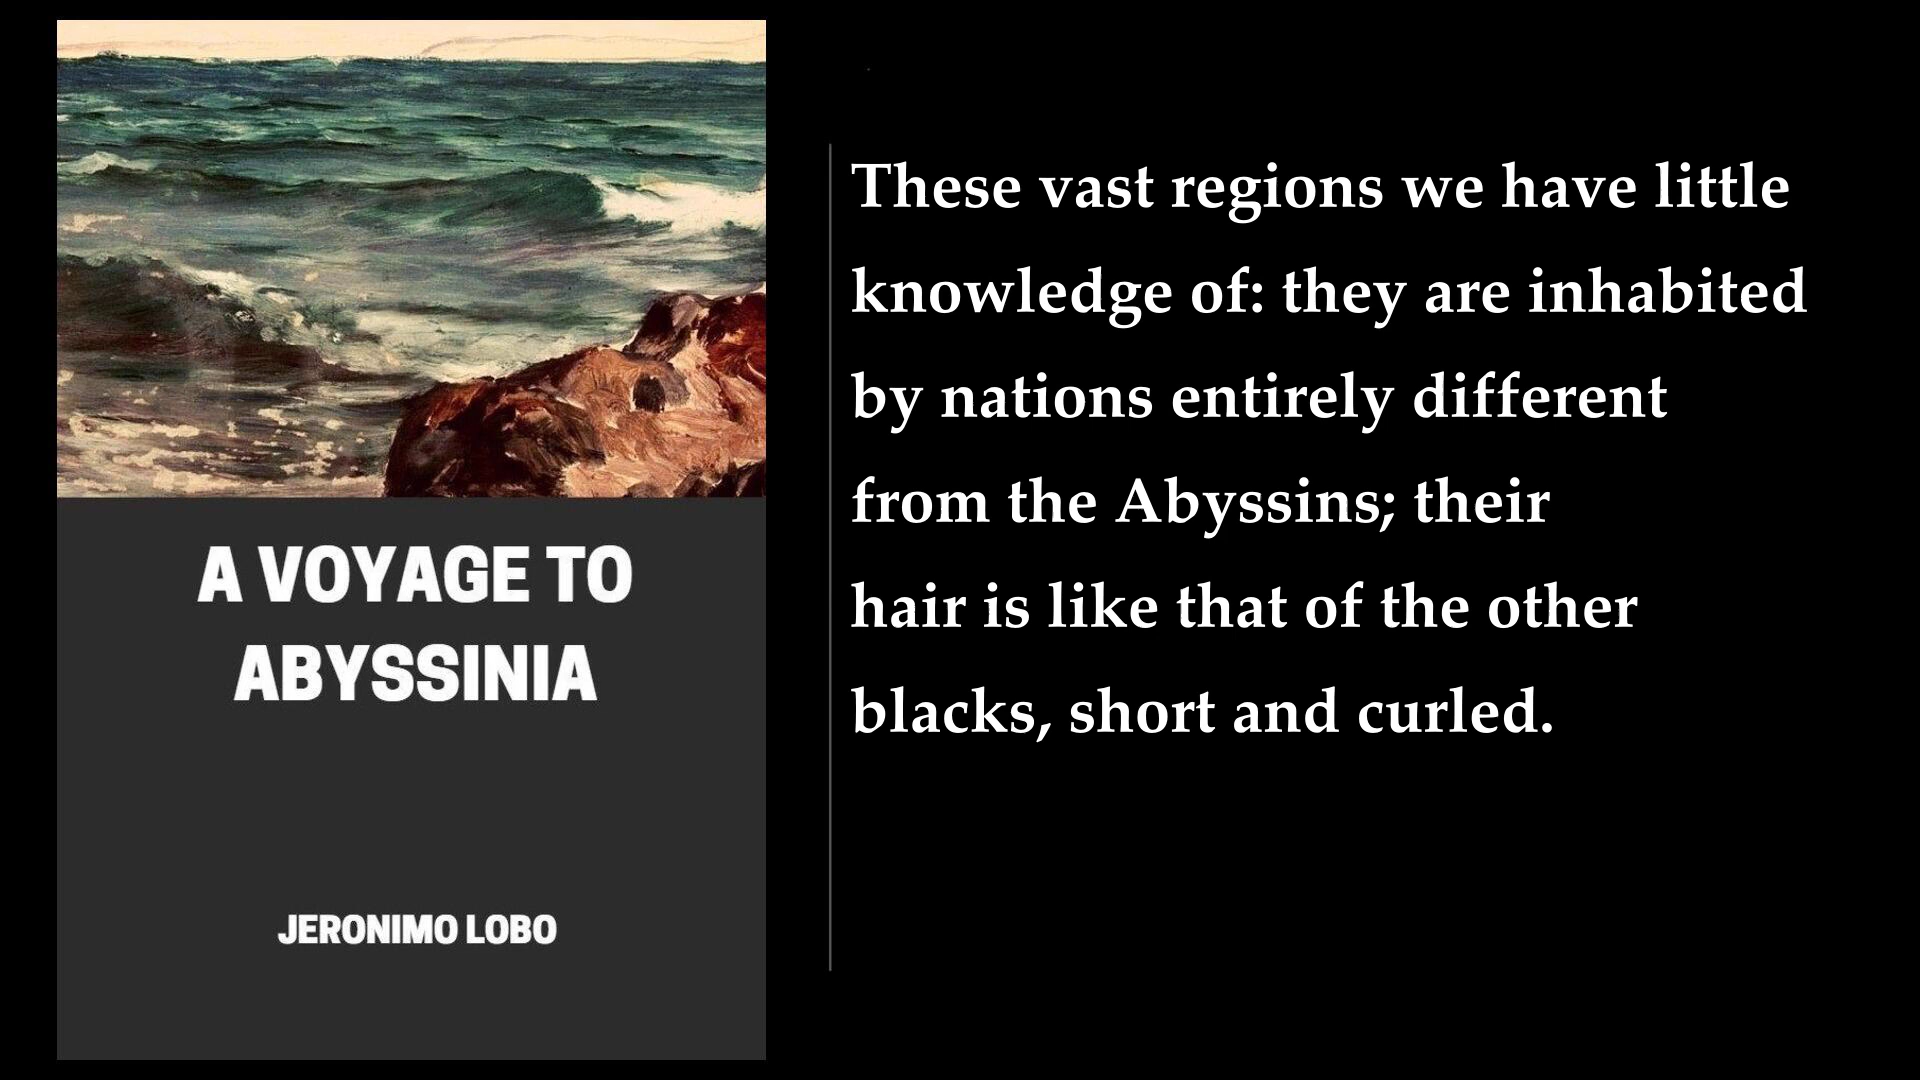 A VOYAGE TO
ABYSSINIA
JERONIMO LOBO
These vast regions we have little
knowledge of: they are inhabited
by nations entirely different
from the Abyssins; their
hair is like that of the other
blacks, short and curled.